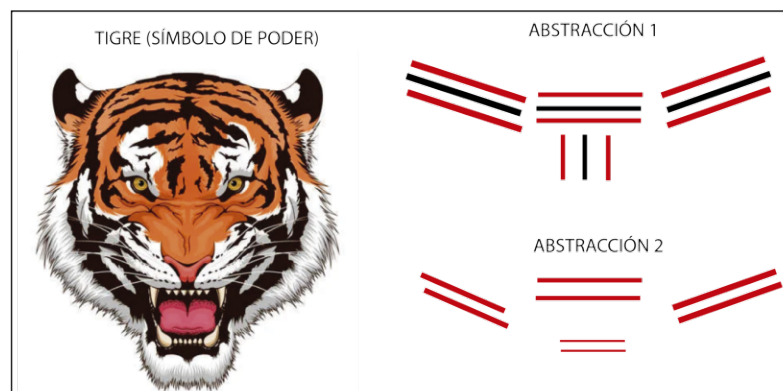 TIGRE (SÍMBOLO DE PODER)
ABSTRACCIÓN 1
ABSTRACCIÓN 2